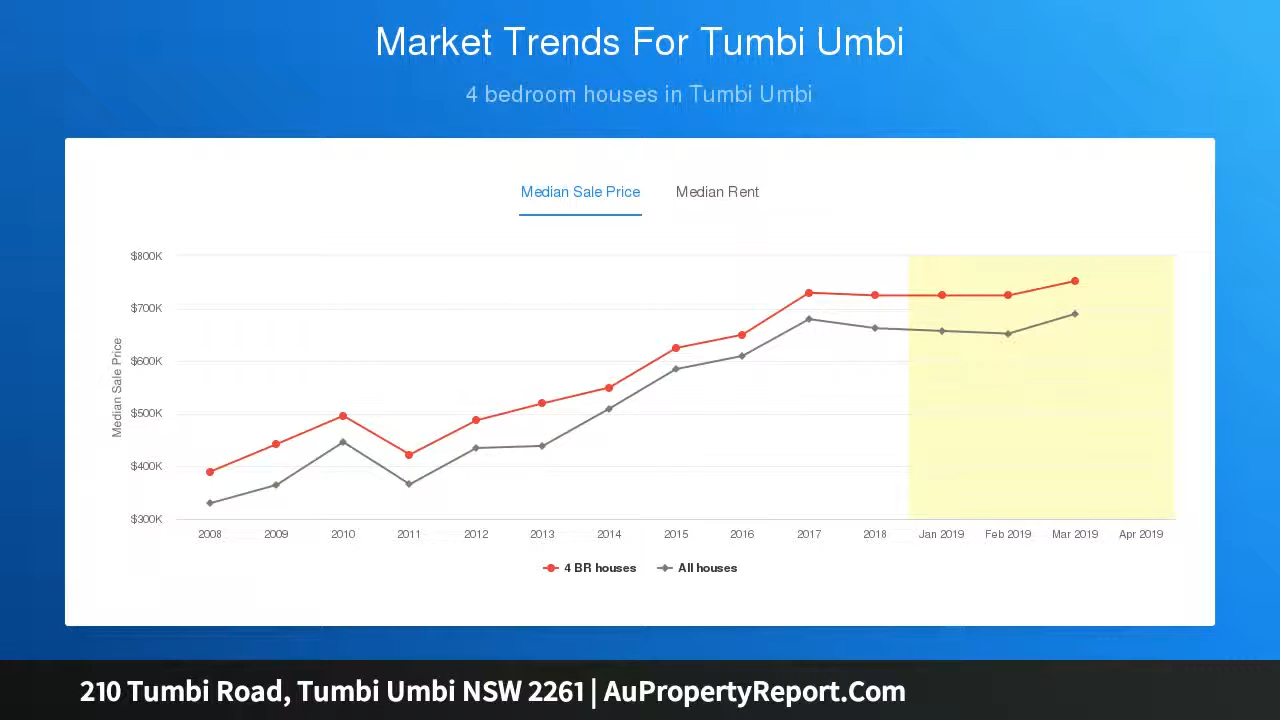 Market Trends For Tumbi Umbi
4 bedroom houses in Tumbi Umbi
Median Sale Price Median Rent
$800K
$700K
$600K
$500K
$400K
$300K
Median Sale Price
2008 2009 2010 2011 2012 2013 2014 2015 2016 2017 2018 Jan 2019 Feb 2019 Mar 2019 Apr 2019
4 BR houses All houses
210 Tumbi Road, Tumbi Umbi NSW 2261 | AuPropertyReport.Com